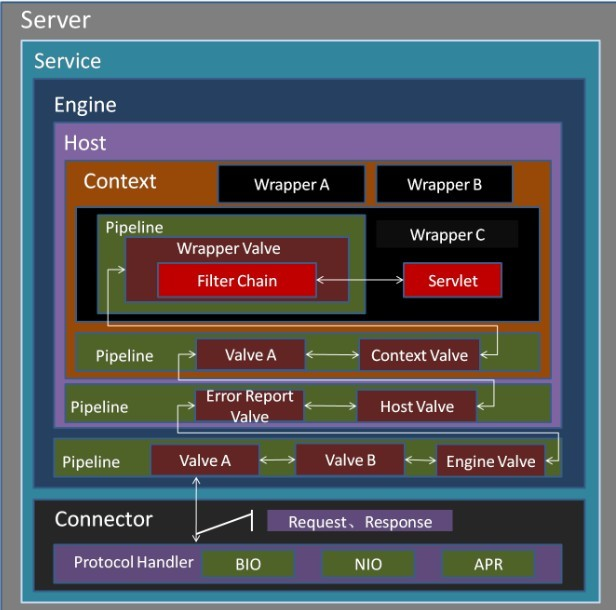 Server
Service
Engine
Host
Context
Wrapper A
Wrapper B
Pipeline
Wrapper C
Wrapper Valve
Filter Chain
Servlet
Pipeline
Valve A
Context Valve
Pipeline
Error Report
Valve
Host Valve
Pipeline
Valve A
Valve B
Engine Valve
Connector
Request、Response
Protocol Handler
BIO
NIO
APR